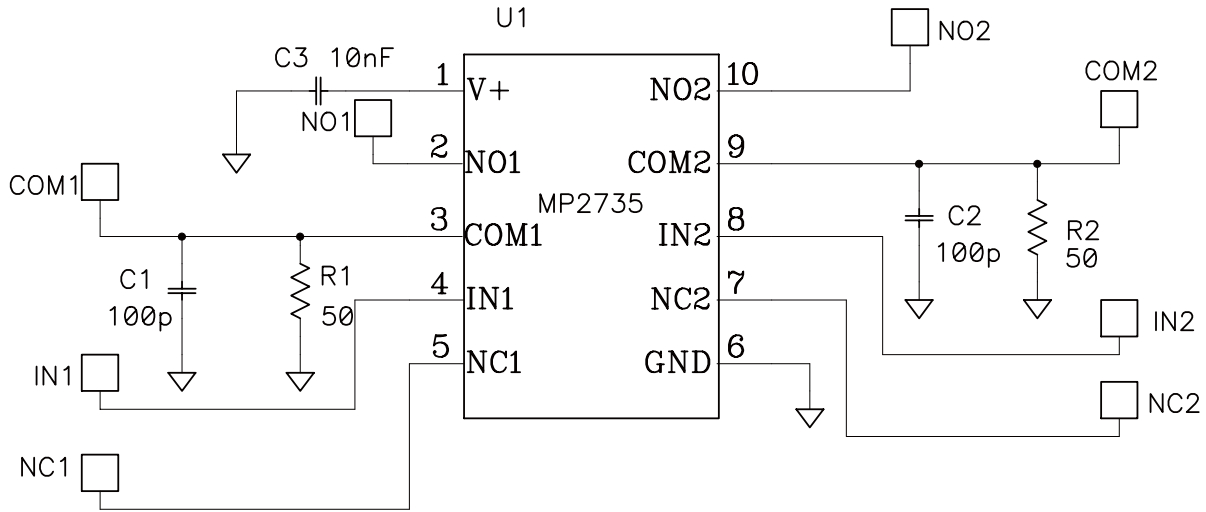 U1
C3 10nF
1
V+
NO1
2
NO1
COM1
3
COM1
C1
100p
R1
50
4
IN1
IN1
5
NC1
NC1
MP2735
10
NO2
NO2
9
COM2
COM2
8
IN2
C2
100p
R2
50
7
NC2
IN2
6
GND
NC2